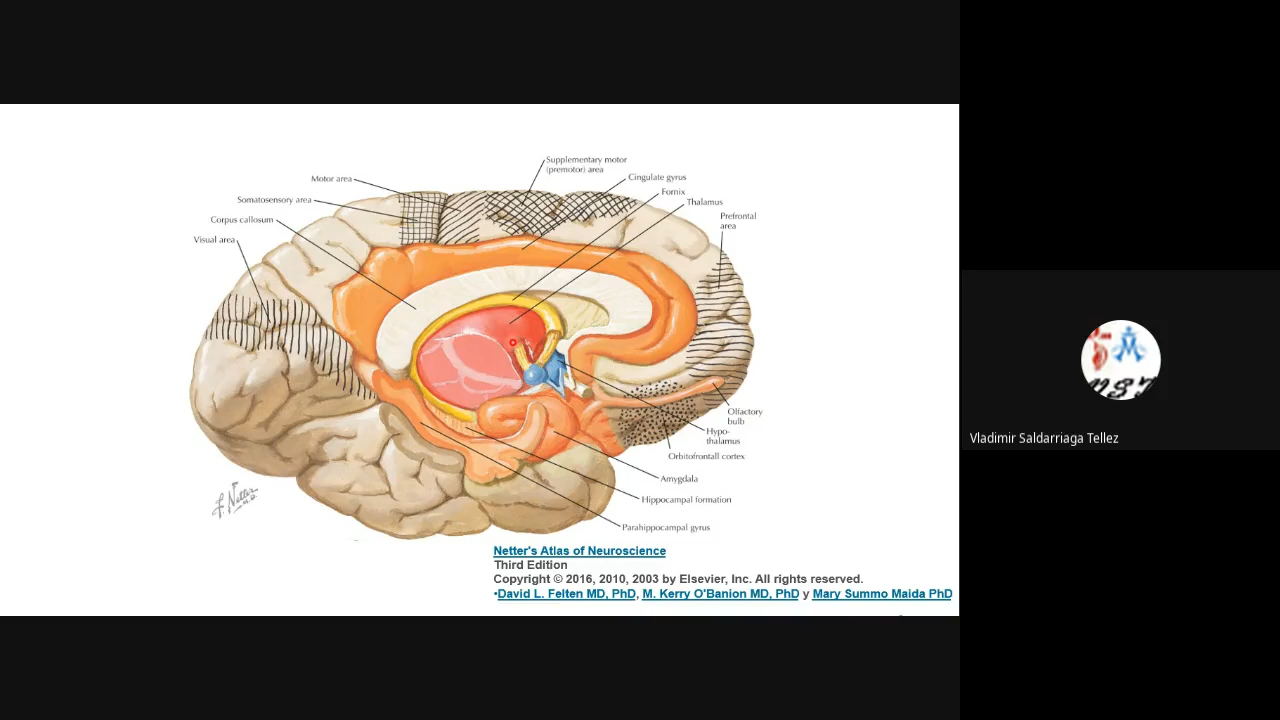 Supplementary motor
(premotor) area
Motor area
Cingulate gyrus
Fornix
Somatosensory area
Thalamus
Corpus callosum
Prefrontal
area
Visual area
Olfactory
bulb
Hypo-
thalamus
Orbitofrontall cortex
Amygdala
Hippocampal formation
Parahippocampal gyrus
F. Netter
M.D.
Netter's Atlas of Neuroscience
Third Edition
Copyright © 2016, 2010, 2003 by Elsevier, Inc. All rights reserved.
•David L. Felten MD, PhD, M. Kerry O'Banion MD, PhD y Mary Summo Maida PhD
Vladimir Saldarriaga Tellez